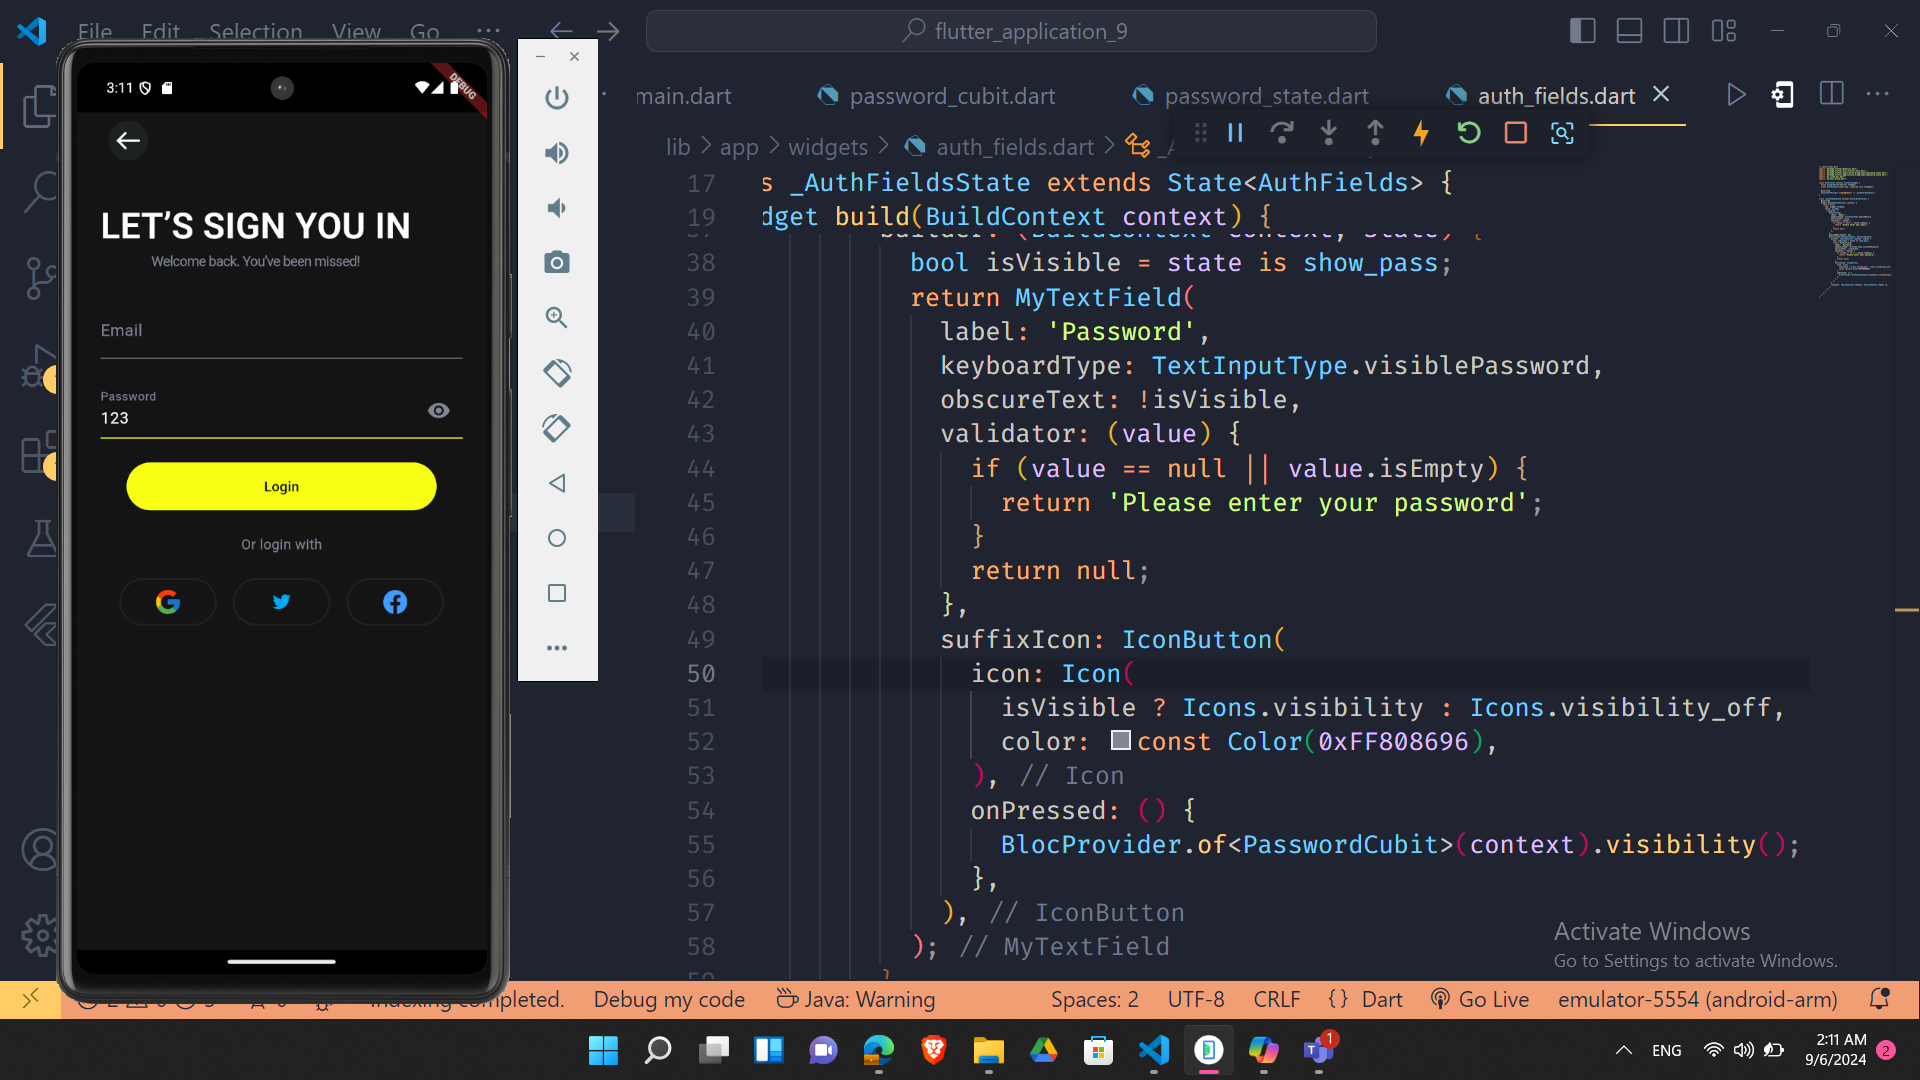 File Edit Selection View Go ...
flutter_application_9
main.dart
password_cubit.dart
password_state.dart
auth_fields.dart
lib > app > widgets > auth_fields.dart >
3:11
DEBUG
LET’S SIGN YOU IN
Welcome back. You’ve been missed!
Email
Password
123
Login
Or login with
17 s _AuthFieldsState extends State<AuthFields> {
19 dget build(BuildContext context) {
38 bool isVisible = state is show_pass;
39 return MyTextField(
40 label: 'Password',
41 keyboardType: TextInputType.visiblePassword,
42 obscureText: !isVisible,
43 validator: (value) {
44 if (value == null || value.isEmpty) {
45 return 'Please enter your password';
46 }
47 return null;
48 },
49 suffixIcon: IconButton(
50 icon: Icon(
51 isVisible ? Icons.visibility : Icons.visibility_off,
52 color: const Color(0xFF808696),
53 ), // Icon
54 onPressed: () {
55 BlocProvider.of<PasswordCubit>(context).visibility();
56 },
57 ), // IconButton
58 ); // MyTextField
Activate Windows
Go to Settings to activate Windows.
Indexing completed. Debug my code Java: Warning Spaces: 2 UTF-8 CRLF {} Dart Go Live emulator-5554 (android-arm)
1
ENG
2:11 AM
9/6/2024
2